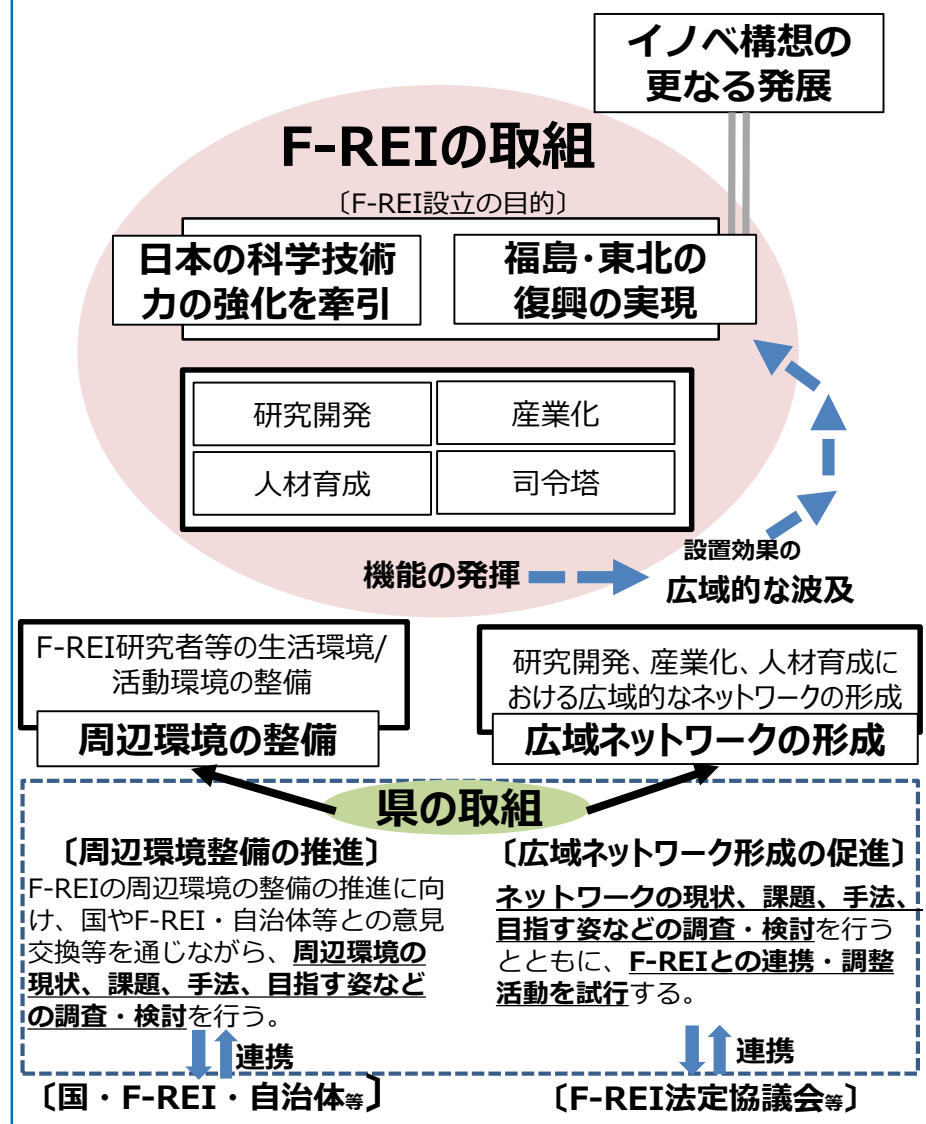 イノベ構想の
更なる発展
F-REIの取組
〔F-REI設立の目的〕
日本の科学技術
力の強化を牽引
福島・東北の
復興の実現
研究開発
産業化
人材育成
司令塔
機能の発揮
設置効果の
広域的な波及
F-REI研究者等の生活環境/
活動環境の整備
周辺環境の整備
研究開発、産業化、人材育成に
おける広域的なネットワークの形成
広域ネットワークの形成
県の取組
〔周辺環境整備の推進〕
F-REIの周辺環境の整備の推進に向
け、国やF-REI・自治体等との意見
交換等を通じながら、周辺環境の
現状、課題、手法、目指す姿など
の調査・検討を行う。
連携
〔国・F-REI・自治体等〕
〔広域ネットワーク形成の促進〕
ネットワークの現状、課題、手法、
目指す姿などの調査・検討を行う
とともに、F-REIとの連携・調整
活動を試行する。
連携
〔F-REI法定協議会等〕